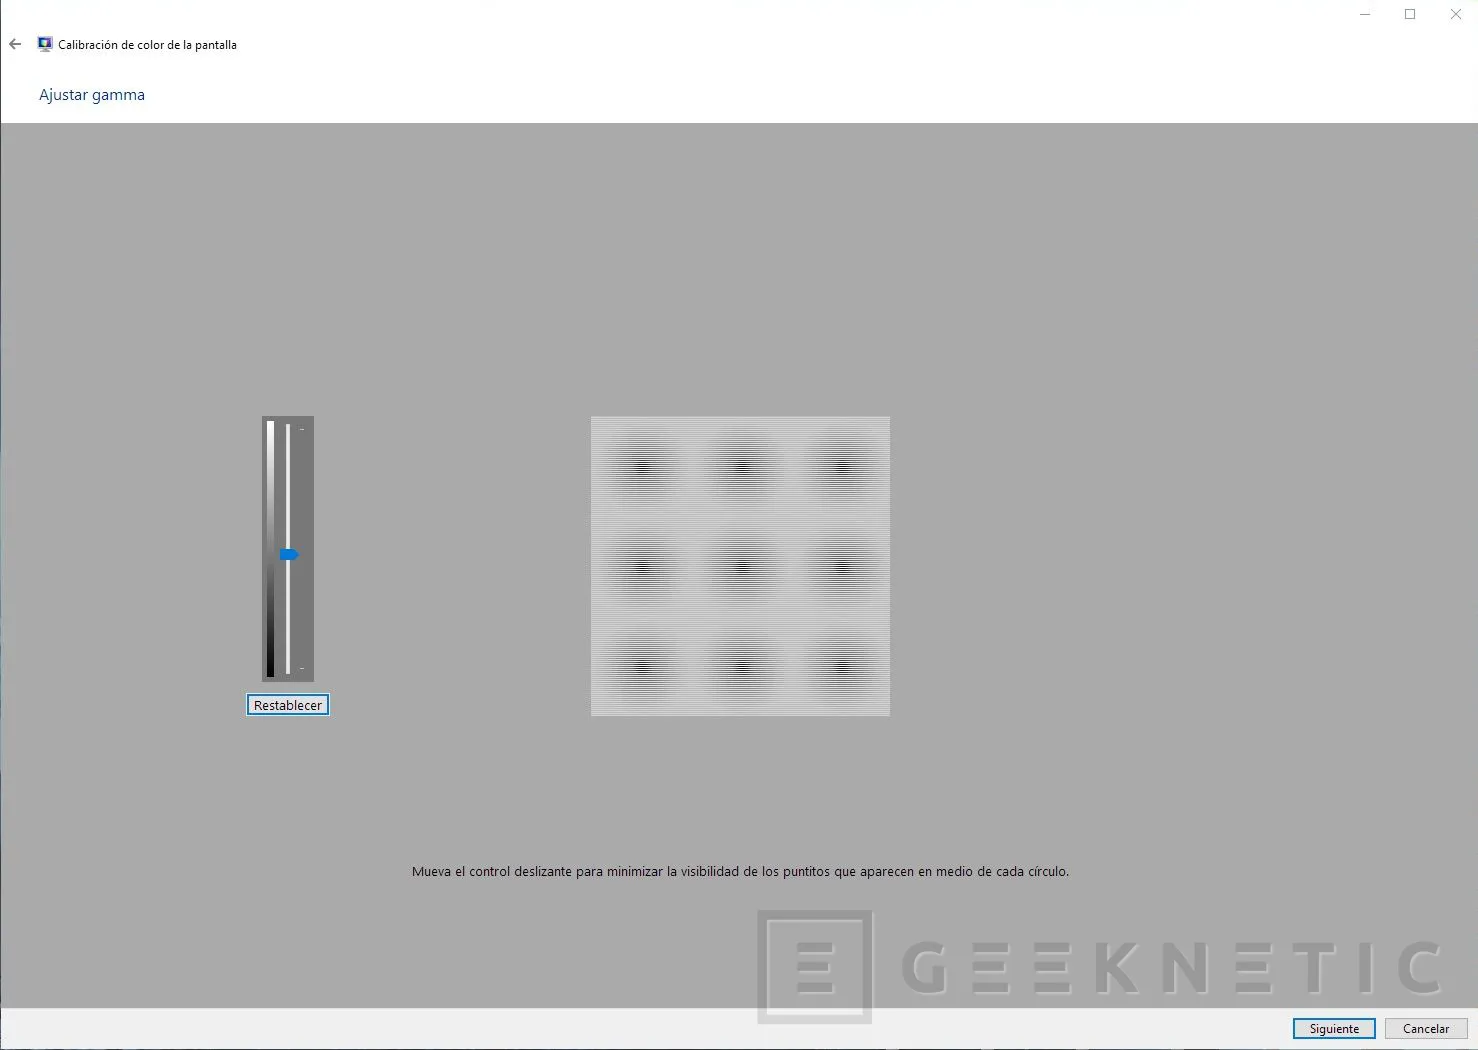 Calibración de color de la pantalla
Ajustar gamma
Restablecer
Mueva el control deslizante para minimizar la visibilidad de los puntitos que aparecen en medio de cada círculo.
E GEEKNETIC
Siguiente
Cancelar